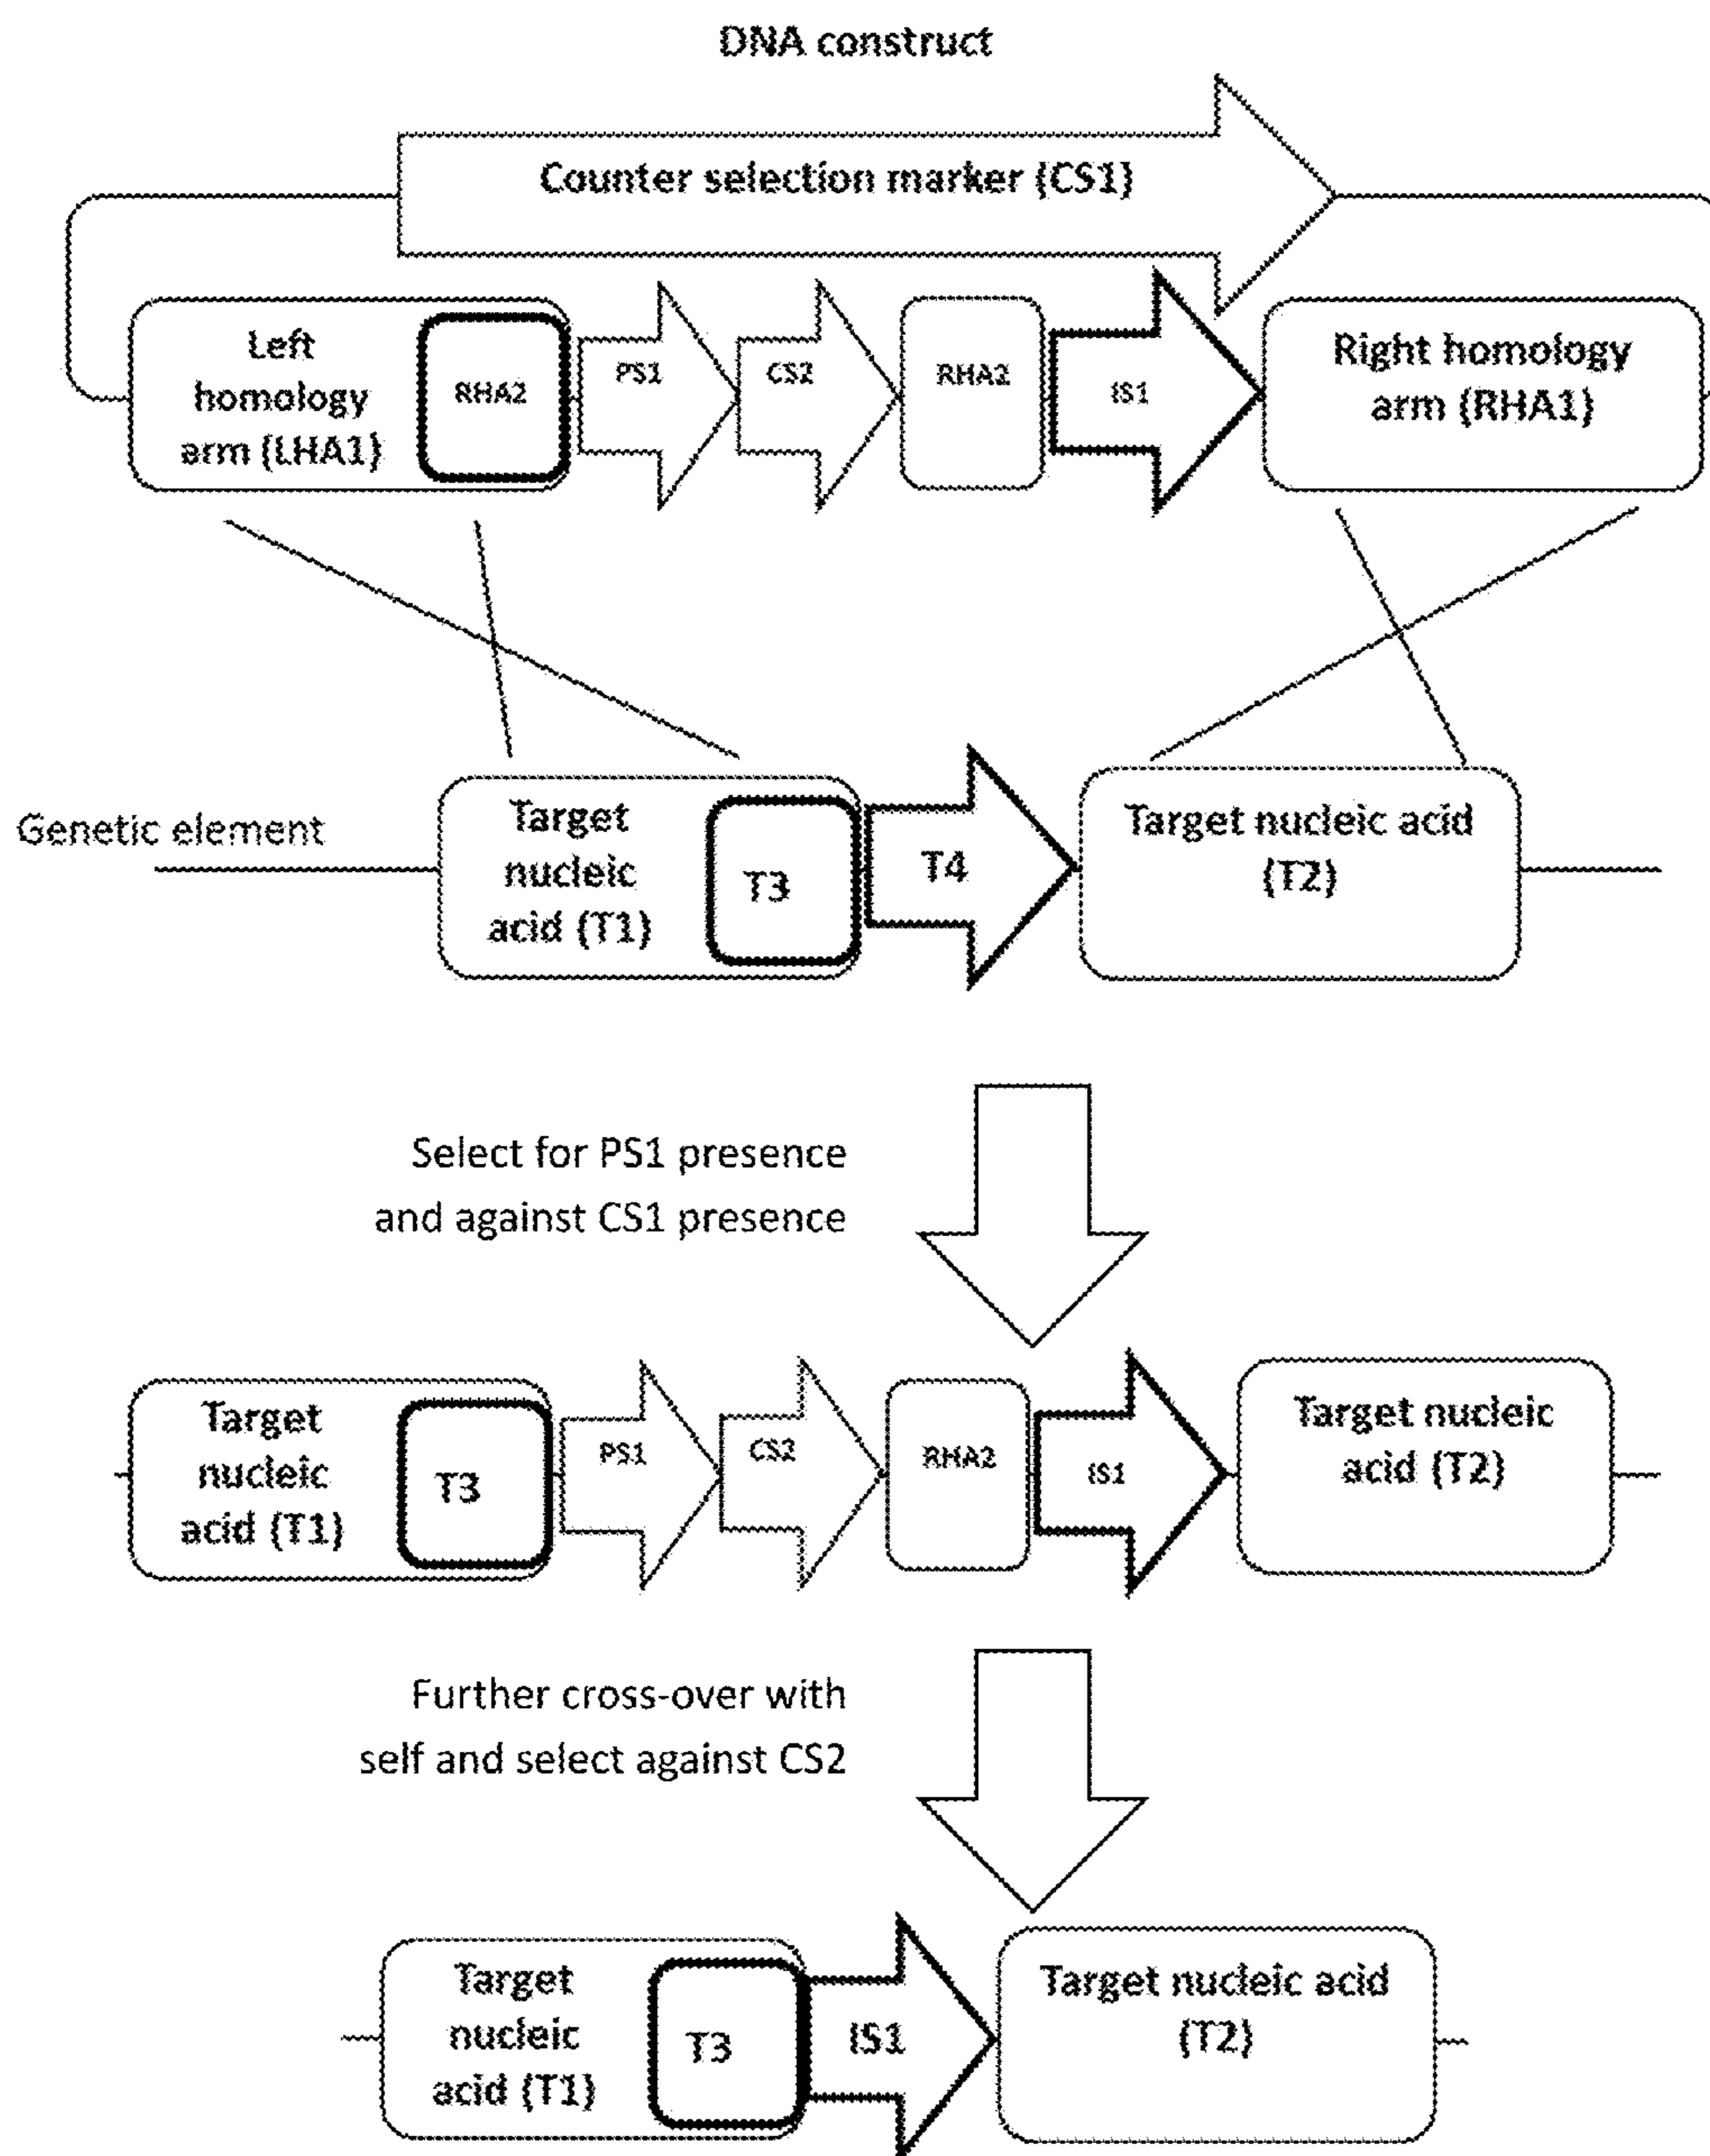 DNA construct
Counter selection marker (CS1)
Left
homology
arm (LHA1)
RHA2
PS1
CS2
RHA2
IS1
Right homology
arm (RHA1)
Genetic element
Target
nucleic
acid (T1)
T3
T4
Target nucleic acid
(T2)
Select for PS1 presence
and against CS1 presence
Target
nucleic
acid (T1)
T3
PS1
CS2
RHA2
IS1
Target nucleic
acid (T2)
Further cross-over with
self and select against CS2
Target
nucleic
acid (T1)
T3
IS1
Target nucleic acid
(T2)